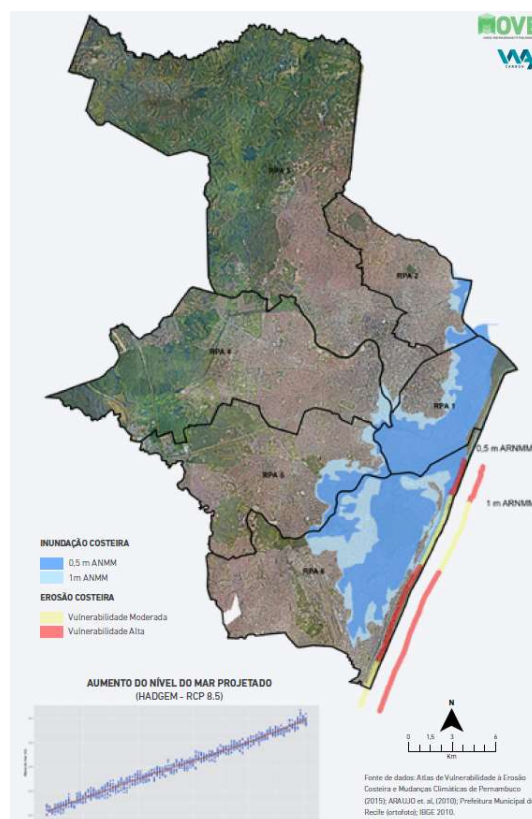 MOVE
WAY
CARBON
RPA 3
RPA 2
RPA 4
RPA 1
RPA 5
RPA 6
0,5 m ARNMM
1 m ARNMM
INUNDAÇÃO COSTEIRA
0,5 m ANMM
1m ANMM
EROSÃO COSTEIRA
Vulnerabilidade Moderada
Vulnerabilidade Alta
AUMENTO DO NÍVEL DO MAR PROJETADO
(HADGEM - RCP 8.5)
N
0 1,5 3 6
Km
Fonte de dados: Atlas de Vulnerabilidade à Erosão
Costeira e Mudanças Climáticas de Pernambuco
(2015); ARAUJO et. al, (2010); Prefeitura Municipal do
Recife (ortofoto); IBGE 2010.